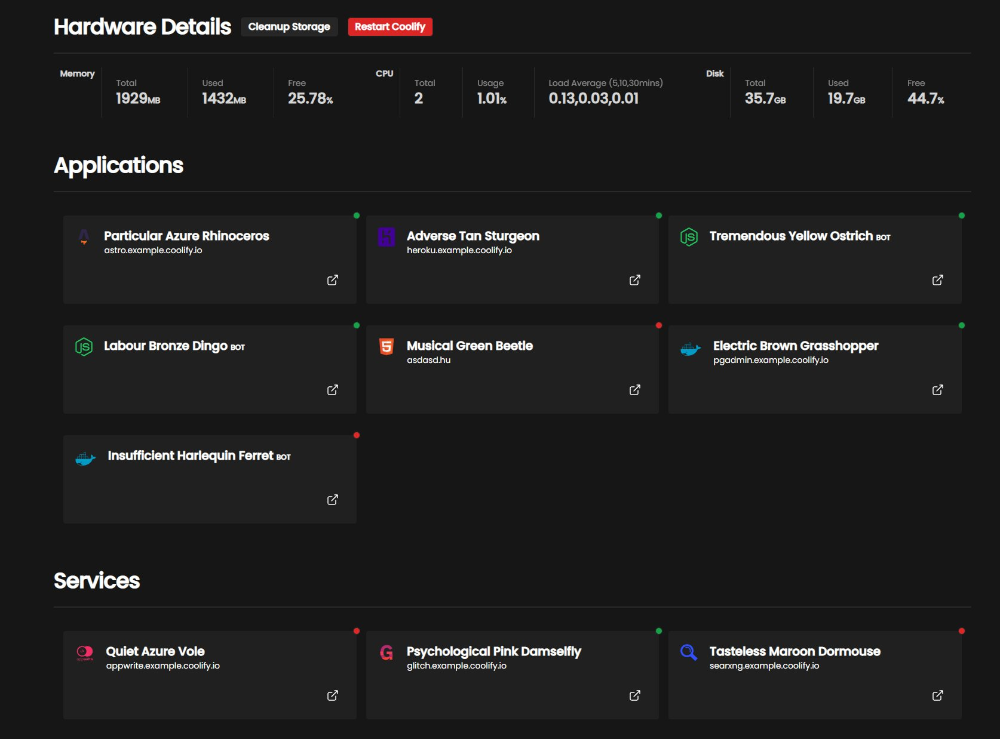 Hardware Details Cleanup Storage Restart Coolify
Memory CPU Disk
Total Used Free Total Usage Load Average (5,10,30mins) Total Used Free
1929MB 1432MB 25.78% 2 1.01% 0.13,0.03,0.01 35.7GB 19.7GB 44.7%
Applications
Particular Azure Rhinoceros
astro.example.coolify.io
Adverse Tan Sturgeon
heroku.example.coolify.io
JS
Tremendous Yellow Ostrich BOT
JS
Labour Bronze Dingo BOT
5
Musical Green Beetle
asdasd.hu
Electric Brown Grasshopper
pgadmin.example.coolify.io
Insufficient Harlequin Ferret BOT
Services
appwrite
Quiet Azure Vole
appwrite.example.coolify.io
G
Psychological Pink Damselfly
glitch.example.coolify.io
Tasteless Maroon Dormouse
searxng.example.coolify.io